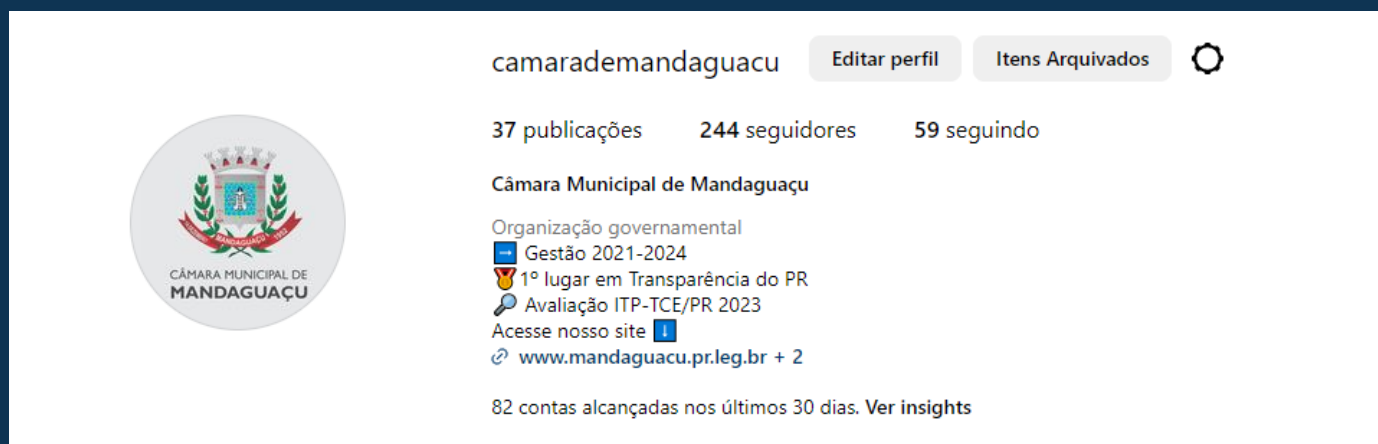 camarademandaguacu Editar perfil Itens Arquivados
37 publicações 244 seguidores 59 seguindo
Câmara Municipal de Mandaguaçu
Organização governamental
➡️ Gestão 2021-2024
🏅1º lugar em Transparência do PR
🔎 Avaliação ITP-TCE/PR 2023
Acesse nosso site ⬇️
www.mandaguacu.pr.leg.br + 2
82 contas alcançadas nos últimos 30 dias. Ver insights
MANDAGUAÇU
1952
CÂMARA MUNICIPAL DE
MANDAGUAÇU